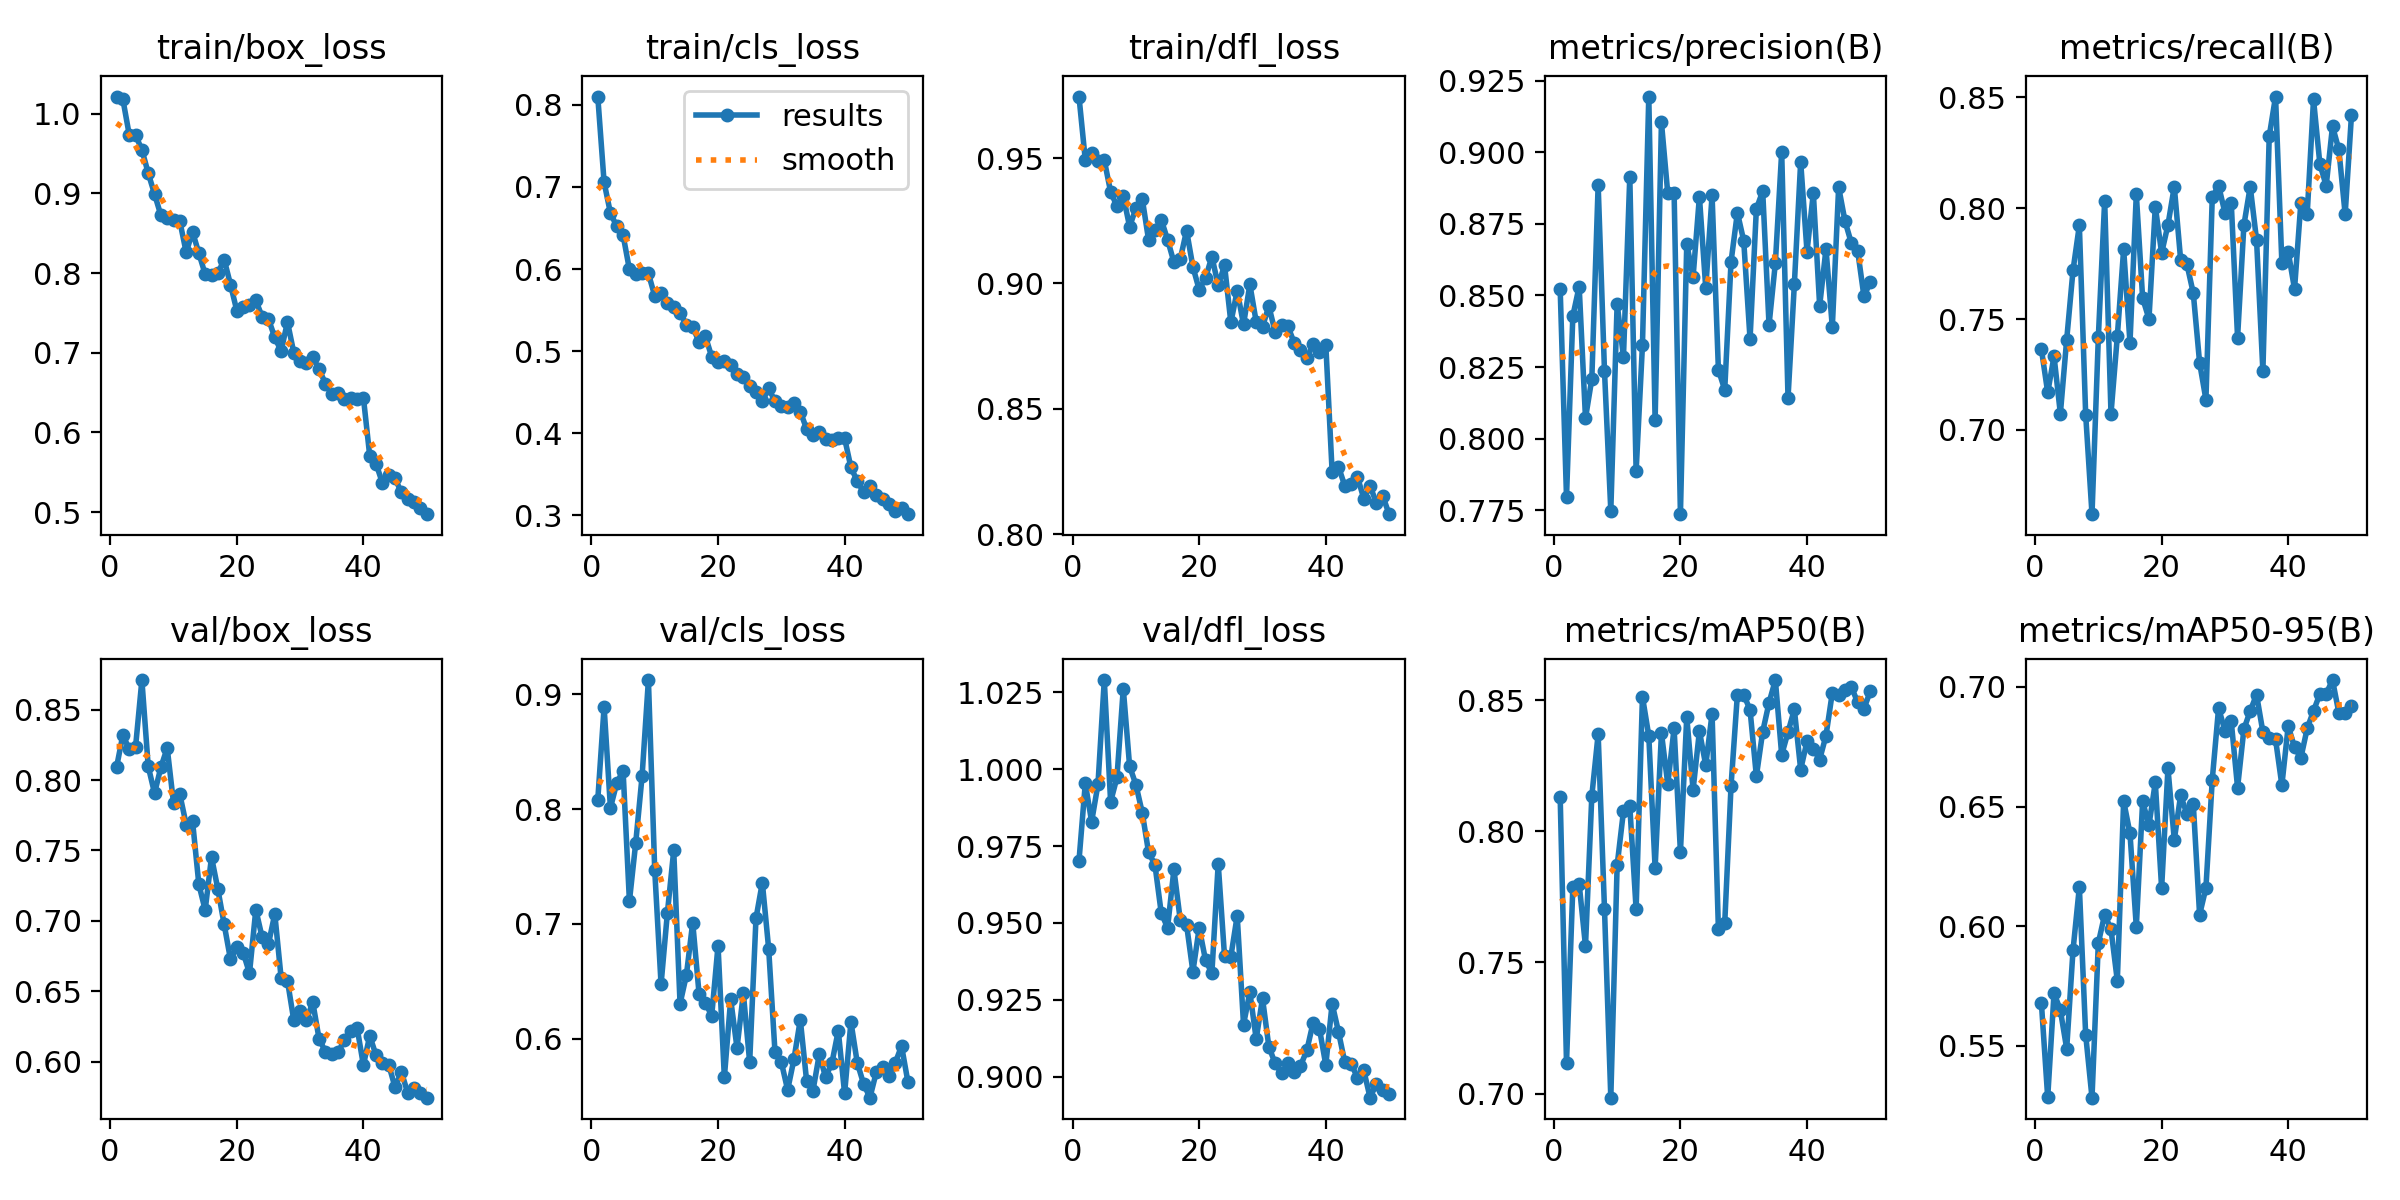 train/box_loss
1.0
0.9
0.8
0.7
0.6
0.5
0 20 40
train/cls_loss
results
smooth
0.8
0.7
0.6
0.5
0.4
0.3
0 20 40
train/dfl_loss
0.95
0.90
0.85
0.80
0 20 40
metrics/precision(B)
0.925
0.900
0.875
0.850
0.825
0.800
0.775
0 20 40
metrics/recall(B)
0.85
0.80
0.75
0.70
0 20 40
val/box_loss
0.85
0.80
0.75
0.70
0.65
0.60
0 20 40
val/cls_loss
0.9
0.8
0.7
0.6
0 20 40
val/dfl_loss
1.025
1.000
0.975
0.950
0.925
0.900
0 20 40
metrics/mAP50(B)
0.85
0.80
0.75
0.70
0 20 40
metrics/mAP50-95(B)
0.70
0.65
0.60
0.55
0 20 40